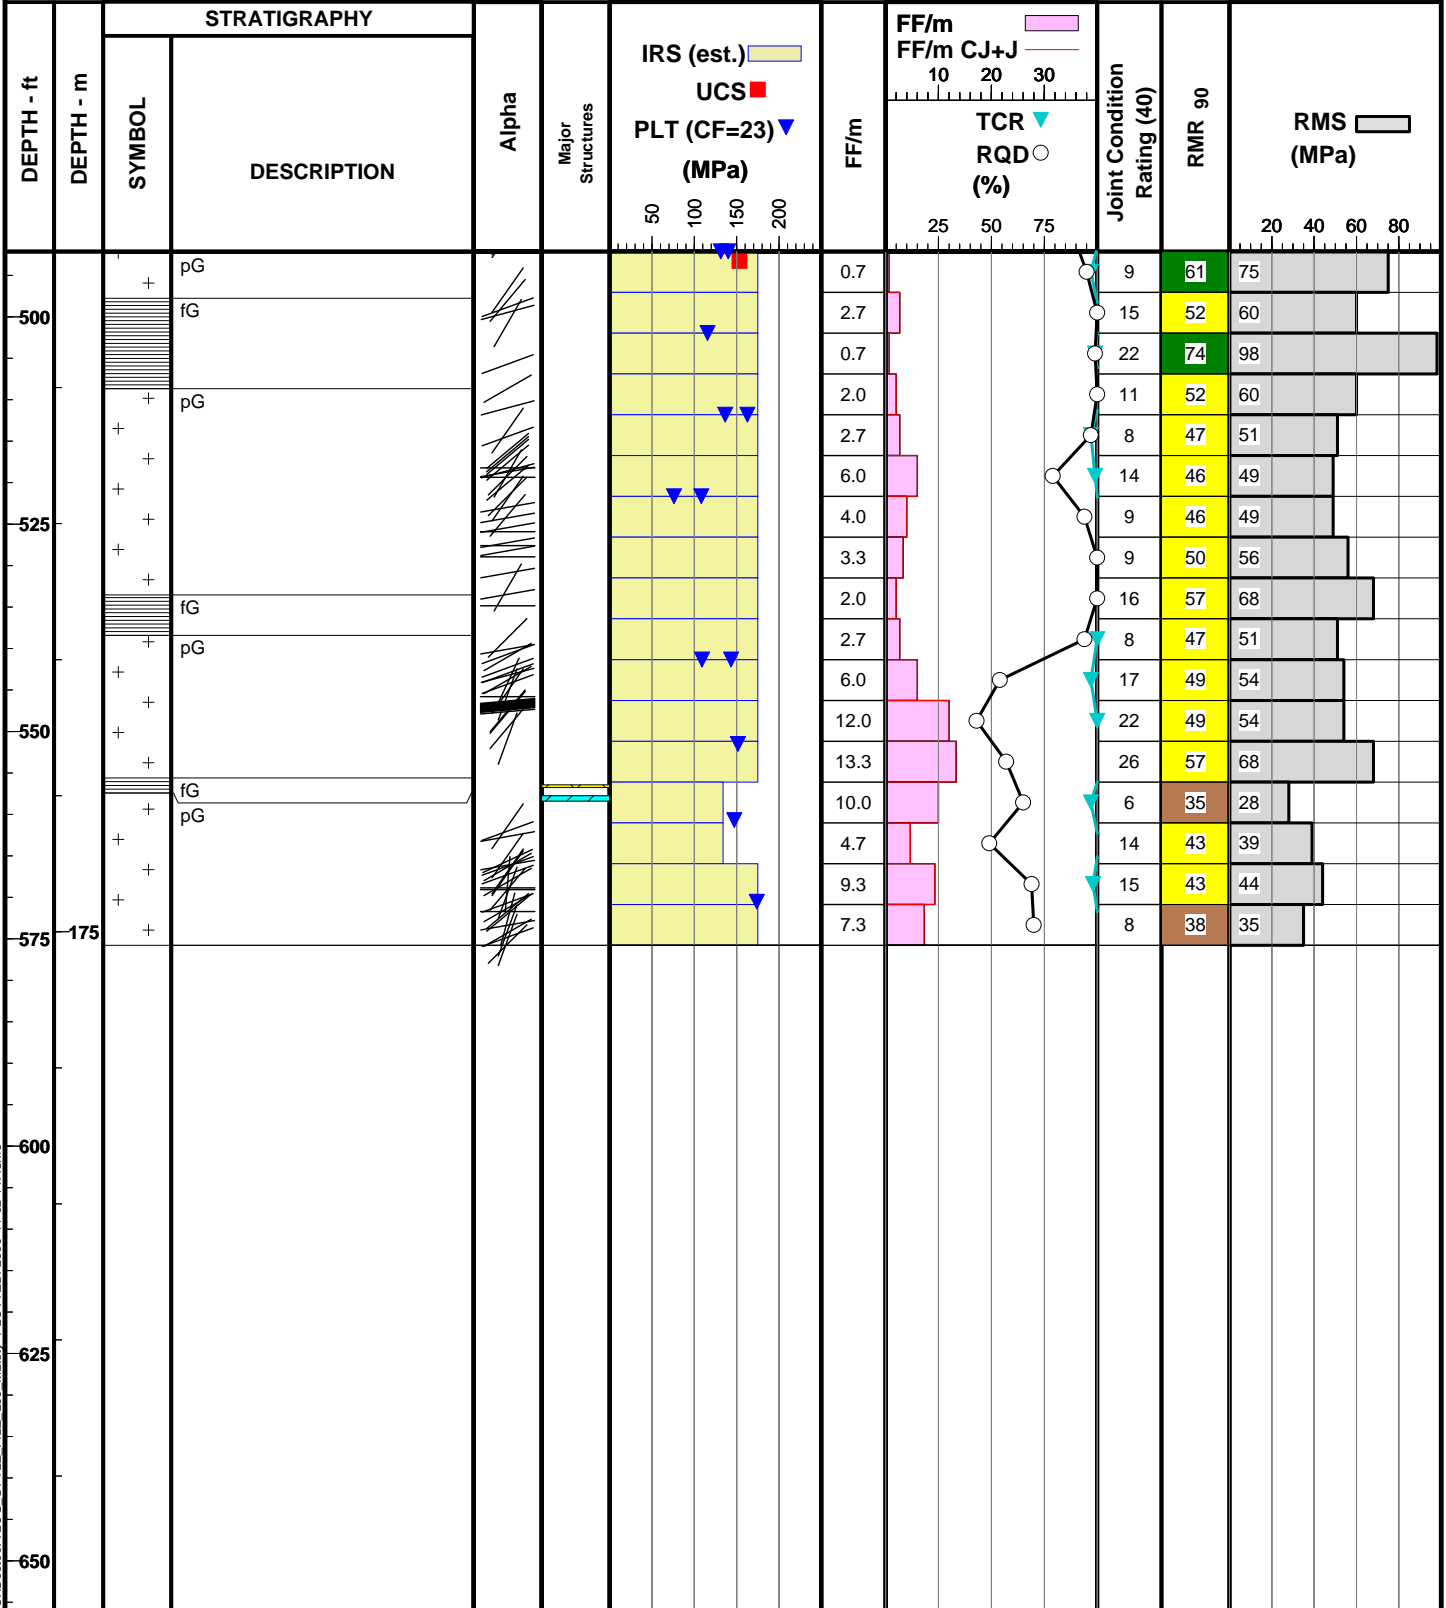 STRATIGRAPHY
DEPTH - ft
DEPTH - m
SYMBOL
DESCRIPTION
Alpha
Major
Structures
IRS (est.)
UCS
PLT (CF=23)
(MPa)
50 100 150 200
FF/m
FF/m
FF/m CJ+J
10 20 30
TCR
RQD
(%)
25 50 75
Joint Condition
Rating (40)
RMR 90
RMS
(MPa)
20 40 60 80
pG 0.7 9 61 75
fG
500 2.7 15 52 60
0.7 22 74 98
pG 2.0 11 52 60
2.7 8 47 51
6.0 14 46 49
525 4.0 9 46 49
3.3 9 50 56
fG 2.0 16 57 68
pG 2.7 8 47 51
6.0 17 49 54
550 12.0 22 49 54
13.3 26 57 68
fG 10.0 6 35 28
pG
4.7 14 43 39
9.3 15 43 44
575 175 7.3 8 38 35
600
625
650